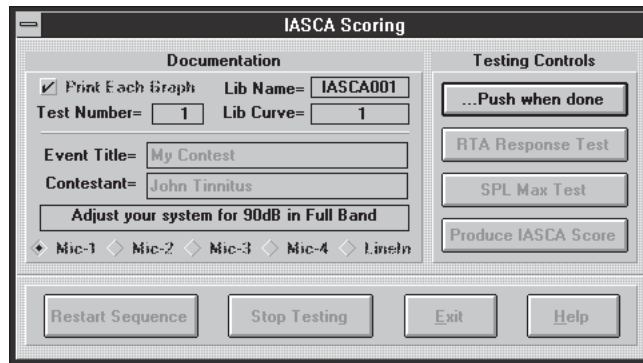 IASCA Scoring
Documentation
Print Each Graph Lib Name= IASCA001
Test Number= 1 Lib Curve= 1
Event Title= My Contest
Contestant= John Tinnitus
Adjust your system for 90dB in Full Band
Mic-1 Mic-2 Mic-3 Mic-4 LineIn
Testing Controls
...Push when done
RTA Response Test
SPL Max Test
Produce IASCA Score
Restart Sequence Stop Testing Exit Help